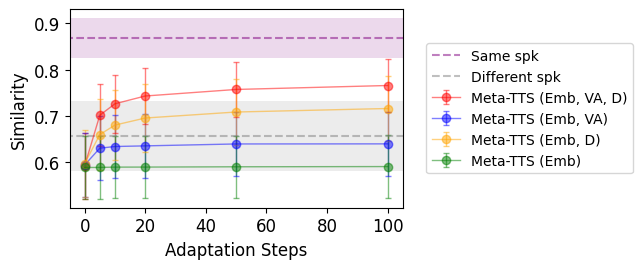 0.9
0.8
0.7
0.6
Similarity
0
20
40
60
80
100
Adaptation Steps
Same spk
Different spk
Meta-TTS (Emb, VA, D)
Meta-TTS (Emb, VA)
Meta-TTS (Emb, D)
Meta-TTS (Emb)